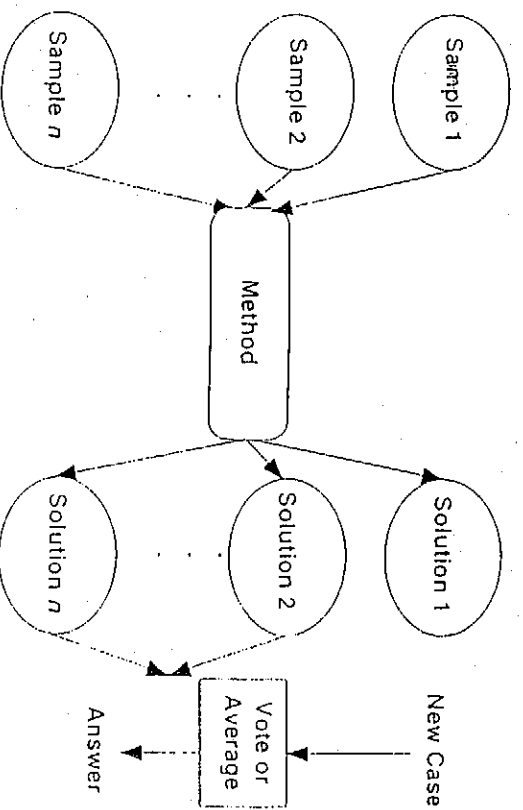 Sample 1
Sample 2
. . .
Sample n
Method
Solution 1
Solution 2
. . .
Solution n
New Case
Vote or
Average
Answer